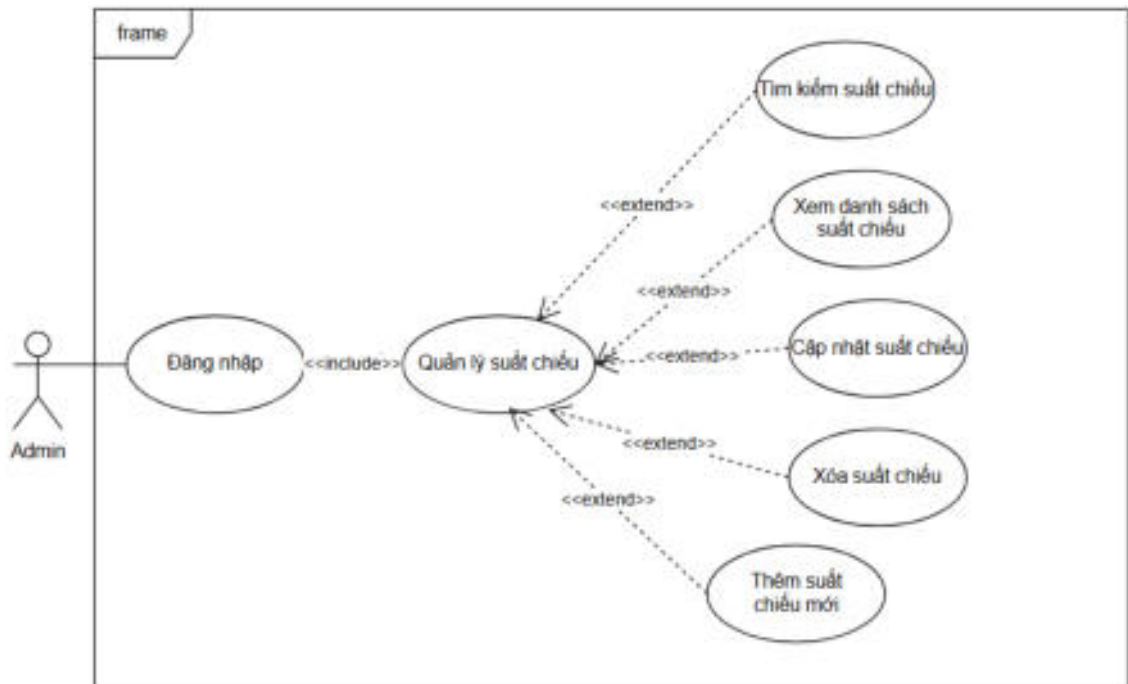 frame
Tìm kiếm suất chiếu
<<extend>>
Xem danh sách
suất chiếu
<<extend>>
Đăng nhập
<<include>>
Quản lý suất chiếu
<<extend>>
Cập nhật suất chiếu
Admin
<<extend>>
Xóa suất chiếu
<<extend>>
Thêm suất
chiếu mới